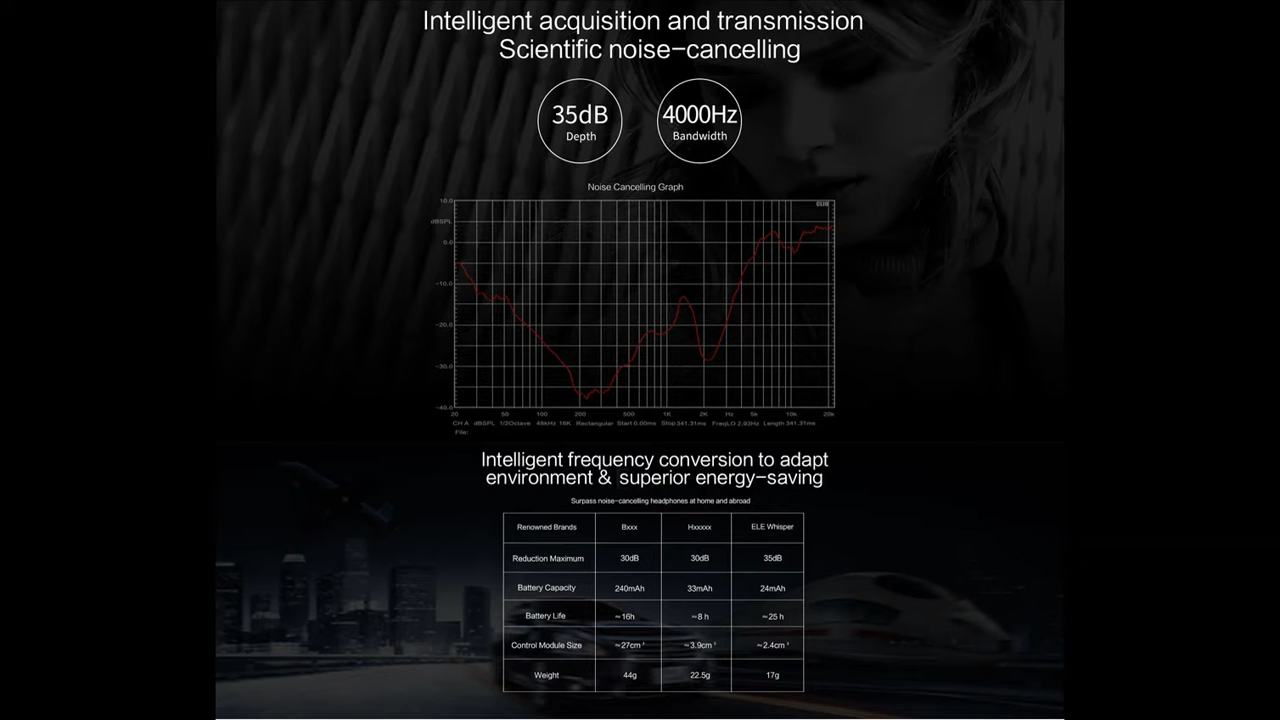 Intelligent acquisition and transmission
Scientific noise-cancelling
35dB
Depth
4000Hz
Bandwidth
Noise Cancelling Graph
10.0
CLIO
dBSPL
0.0
-10.0
-20.0
-30.0
-40.0
20 50 100 200 500 1K 2K Hz 5k 10k 20k
CH A dBSPL 1/3Octave 48kHz 16K Rectangular Start 0.00ms Stop 341.31ms FreqLO 2.93Hz Length 341.31ms
File:
Intelligent frequency conversion to adapt
environment & superior energy-saving
Surpass noise-cancelling headphones at home and abroad
Renowned Brands Bxxx Hxxxxx ELE Whisper
Reduction Maximum 30dB 30dB 35dB
Battery Capacity 240mAh 33mAh 24mAh
Battery Life ≈16h ≈8 h ≈25 h
Control Module Size ≈27cm³ ≈3.9cm³ ≈2.4cm³
Weight 44g 22.5g 17g